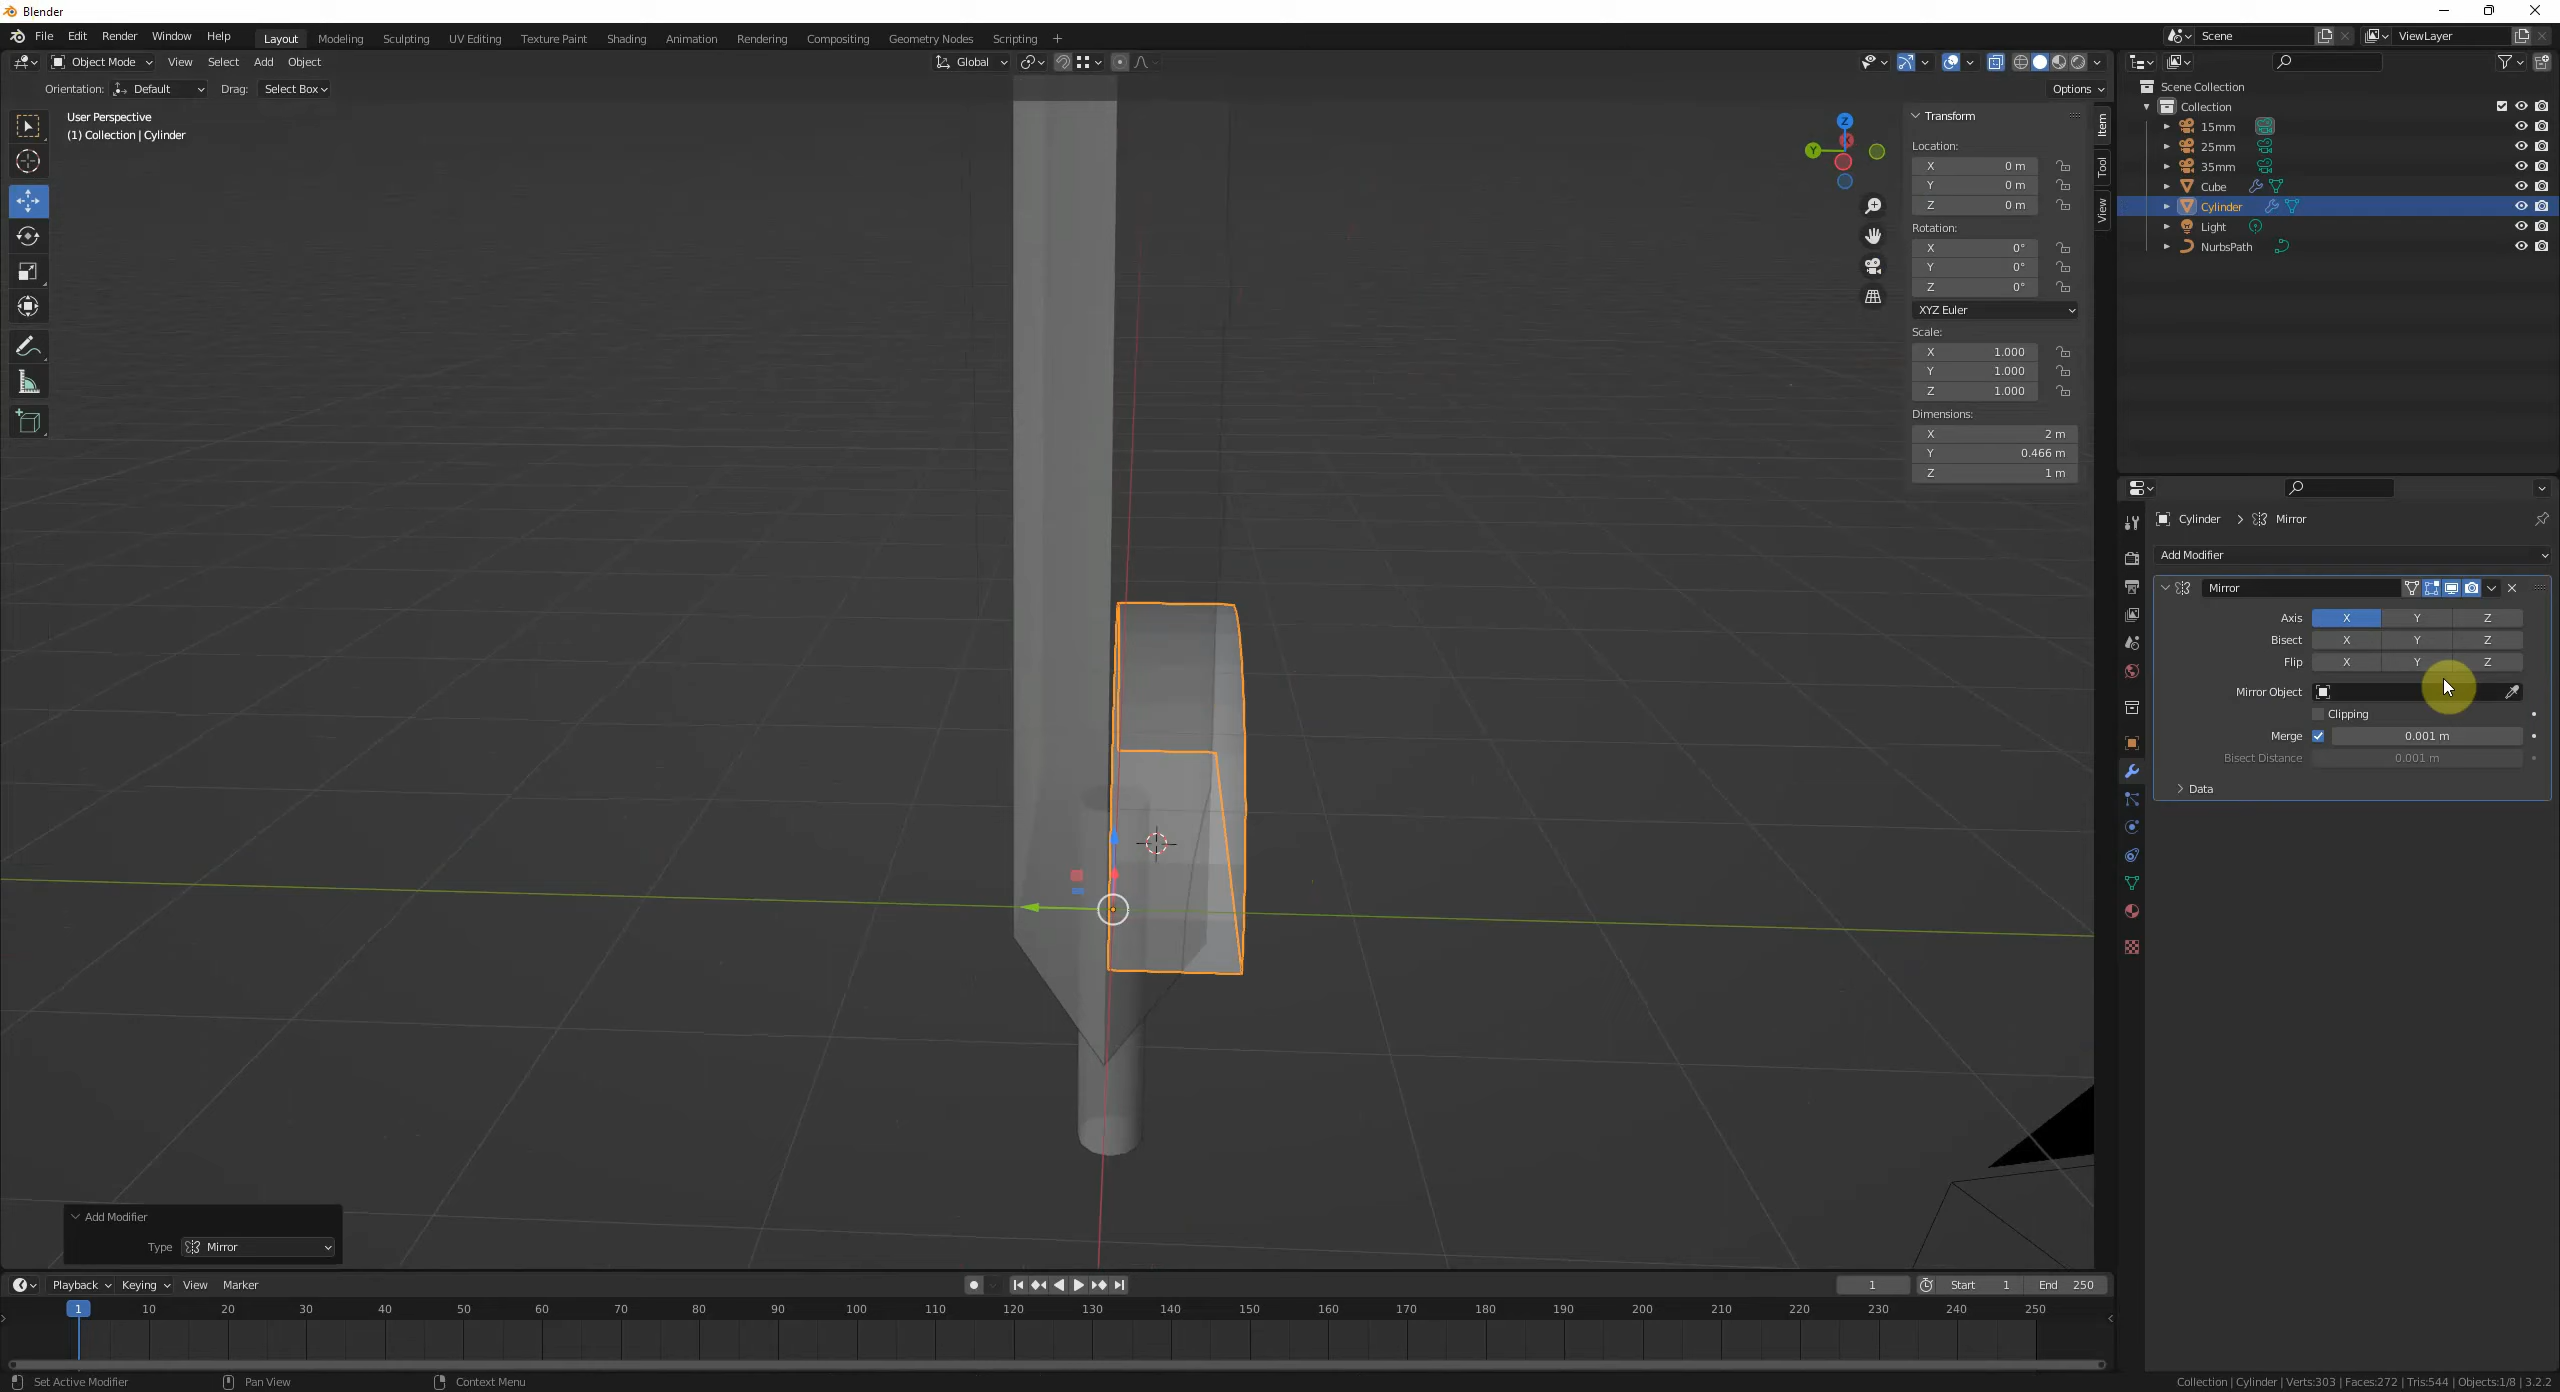 Blender
File Edit Render Window Help Layout Modeling Sculpting UV Editing Texture Paint Shading Animation Rendering Compositing Geometry Nodes Scripting + Scene ViewLayer
Object Mode View Select Add Object Global
Orientation: Default Drag: Select Box Options
User Perspective
(1) Collection | Cylinder
Z
Y
X
Transform
Location:
X 0 m
Y 0 m
Z 0 m
Rotation:
X 0°
Y 0°
Z 0°
XYZ Euler
Scale:
X 1.000
Y 1.000
Z 1.000
Dimensions:
X 2 m
Y 0.466 m
Z 1 m
Item
Tool
View
Scene Collection
Collection
15mm
25mm
35mm
Cube
Cylinder
Light
NurbsPath
Cylinder > Mirror
Add Modifier
Mirror
Axis X Y Z
Bisect X Y Z
Flip X Y Z
Mirror Object
Clipping
Merge 0.001 m
Bisect Distance 0.001 m
Data
Add Modifier
Type Mirror
Playback Keying View Marker 1 Start 1 End 250
1 10 20 30 40 50 60 70 80 90 100 110 120 130 140 150 160 170 180 190 200 210 220 230 240 250
Set Active Modifier Pan View Context Menu Collection | Cylinder | Verts:303 | Faces:272 | Tris:544 | Objects:1/8 | 3.2.2